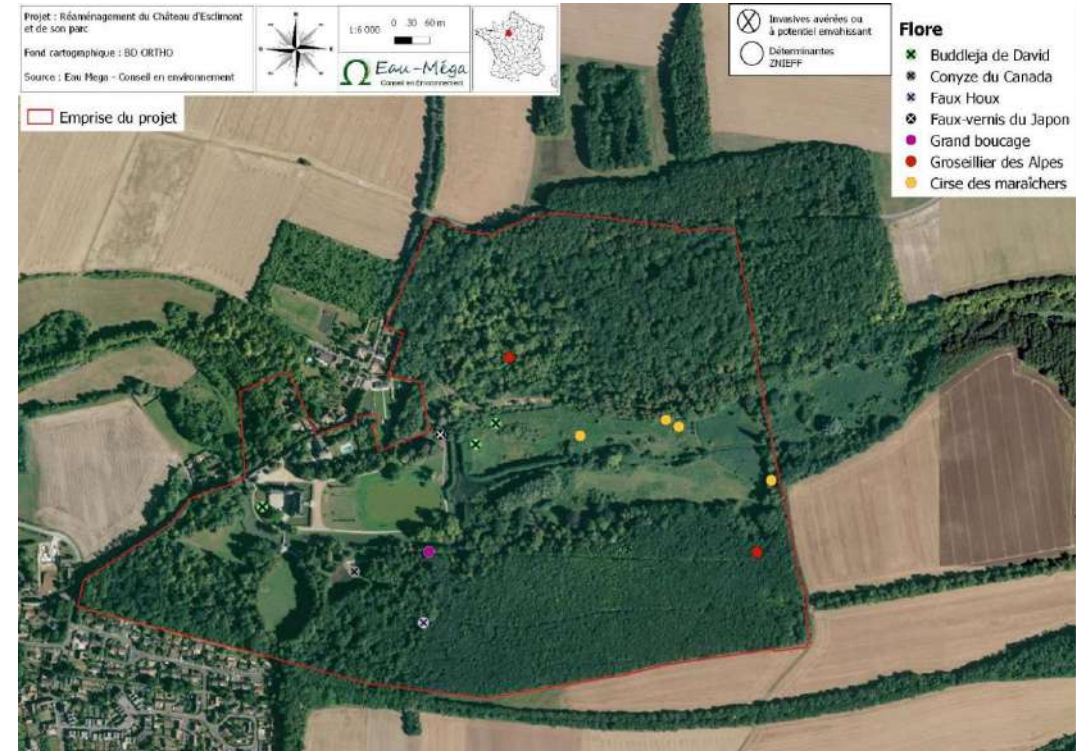 Projet : Réaménagement du Château d'Esclimont
et de son parc
Fond cartographique : BD ORTHO
Source : Eau Mega - Conseil en environnement
1:6 000
0 30 60 m
Eau-Méga
Conseil en Environnement
Emprise du projet
Invasives avérées ou
à potentiel envahissant
Déterminantes
ZNIEFF
Flore
Buddleja de David
Conyze du Canada
Faux Houx
Faux-vernis du Japon
Grand boucage
Groseillier des Alpes
Cirse des maraîchers